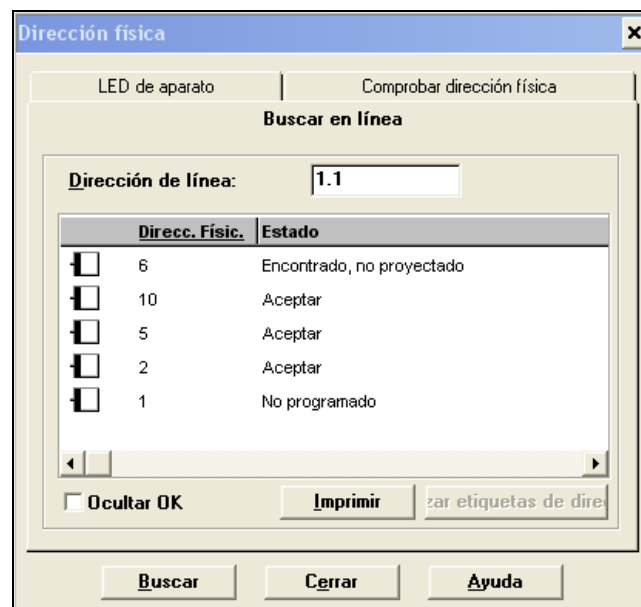 Dirección física
LED de aparato
Comprobar dirección física
Buscar en línea
Dirección de línea: 1.1
Direcc. Físic. Estado
6 Encontrado, no proyectado
10 Aceptar
5 Aceptar
2 Aceptar
1 No programado
Ocultar OK
Imprimir
etiquetas de
Buscar
Cerrar
Ayuda